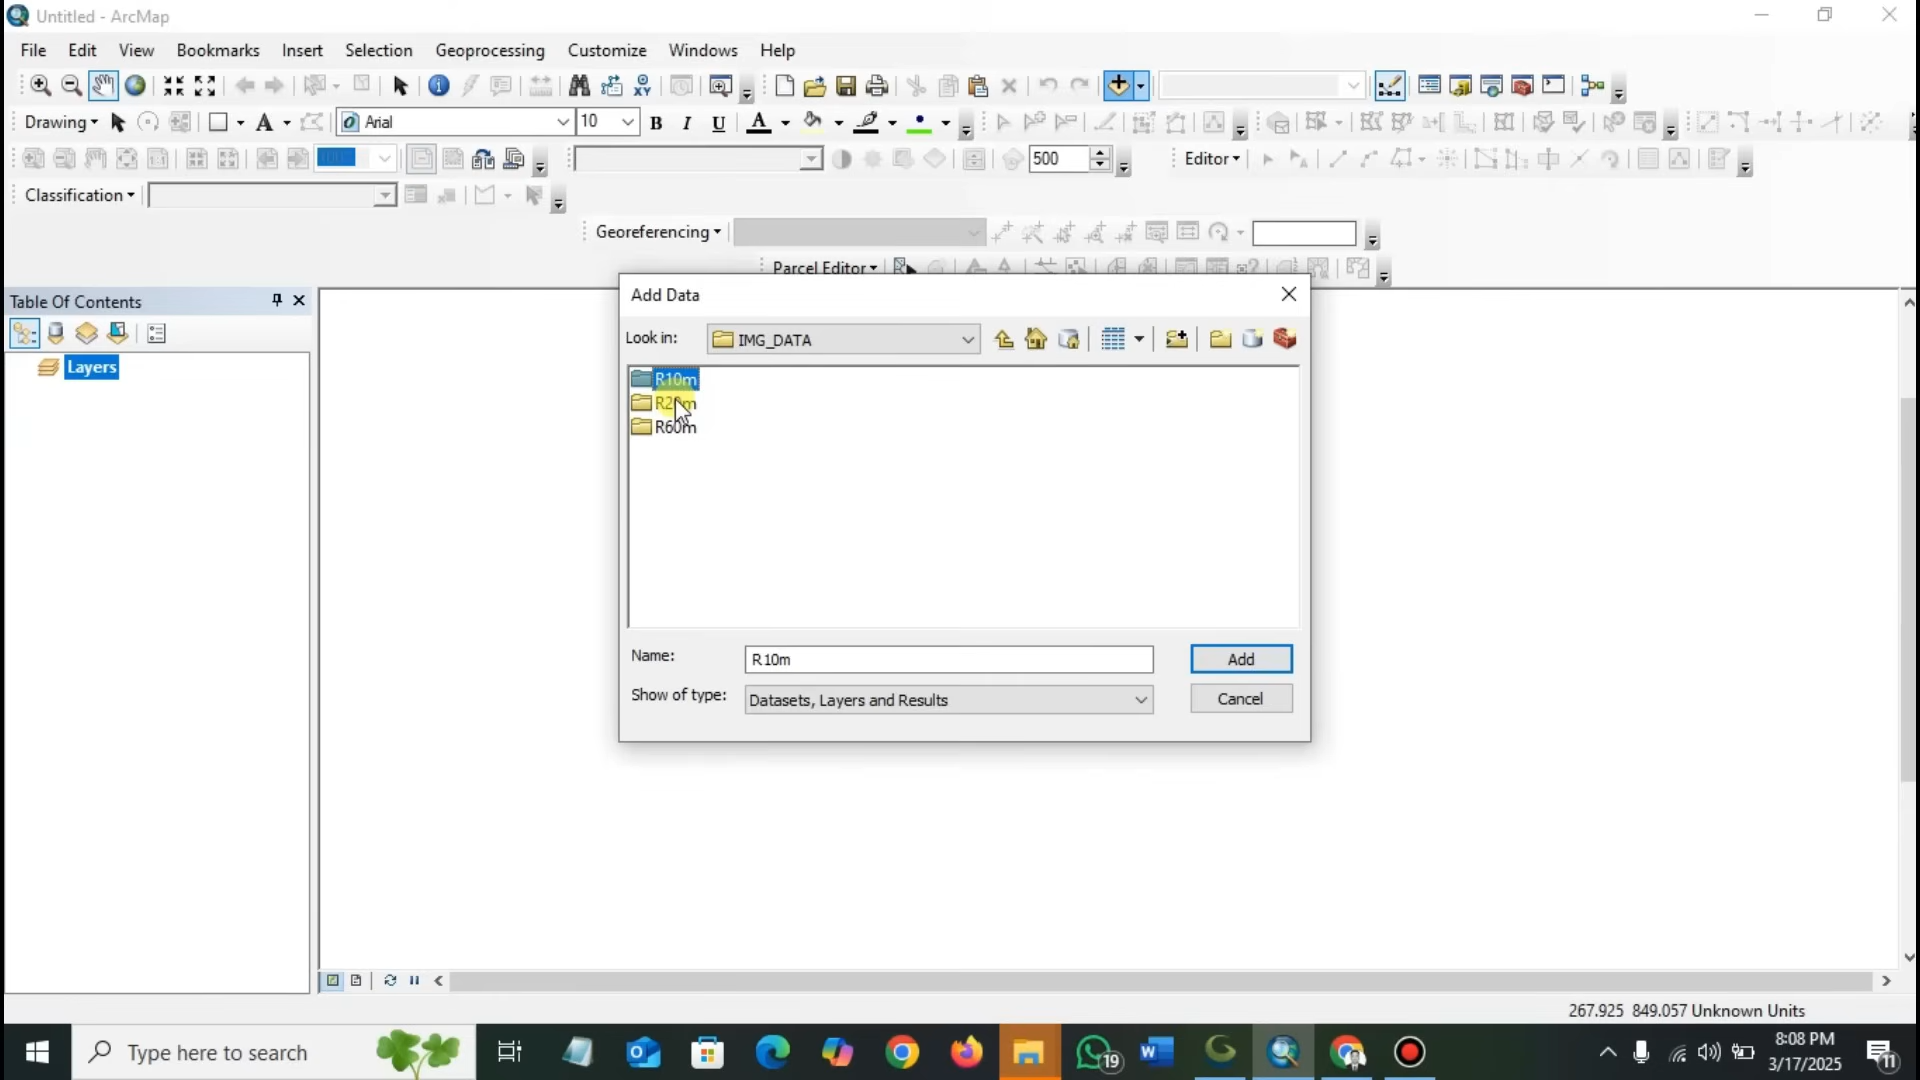 Untitled - ArcMap
File Edit View Bookmarks Insert Selection Geoprocessing Customize Windows Help
Drawing Arial 10 B I U A
500 Editor
Classification
Georeferencing
Parcel Editor
Table Of Contents
Layers
Add Data
Look in: IMG_DATA
R10m
R20m
R60m
Name: R10m Add
Show of type: Datasets, Layers and Results Cancel
267.925 849.057 Unknown Units
Type here to search
19
8:08 PM
3/17/2025
11